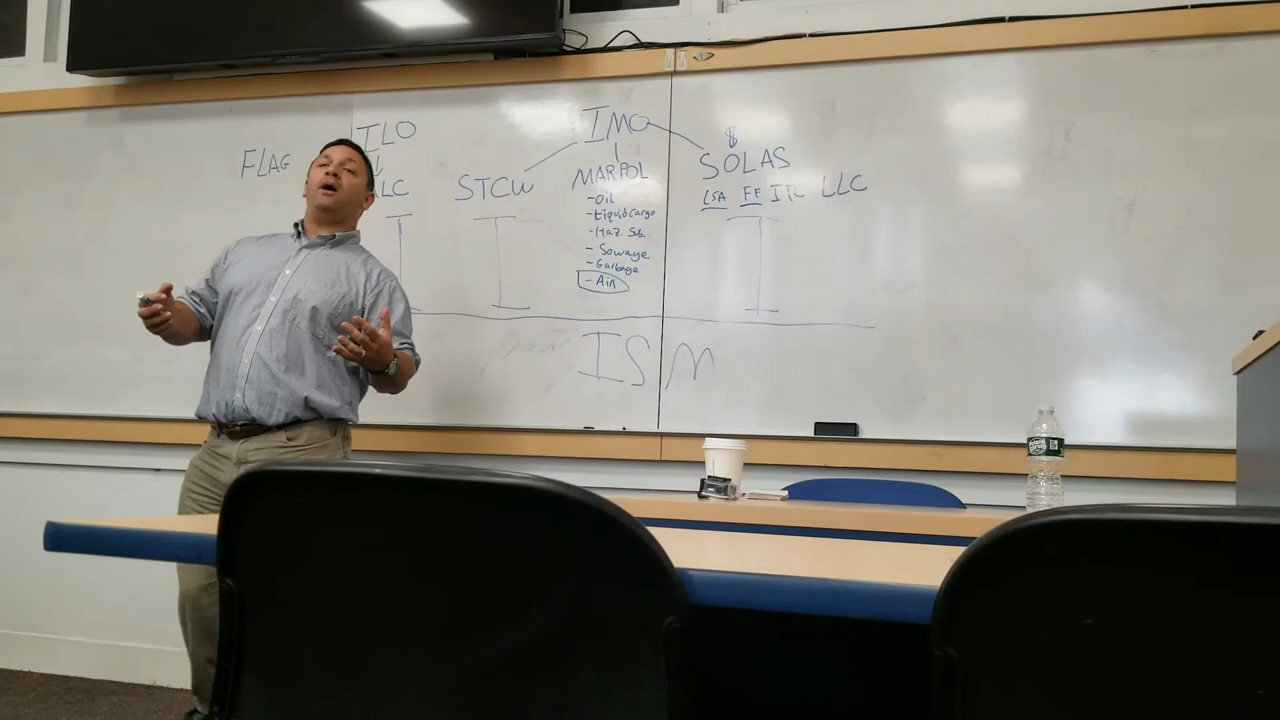 IMO
ILO
$
FLAG
SOLAS
STCW
MARPOL
LSA FF ITC LLC
-Oil
-Liquid Cargo
-Haz. Sb.
-Sewage
-Garbage
-Air
ISM